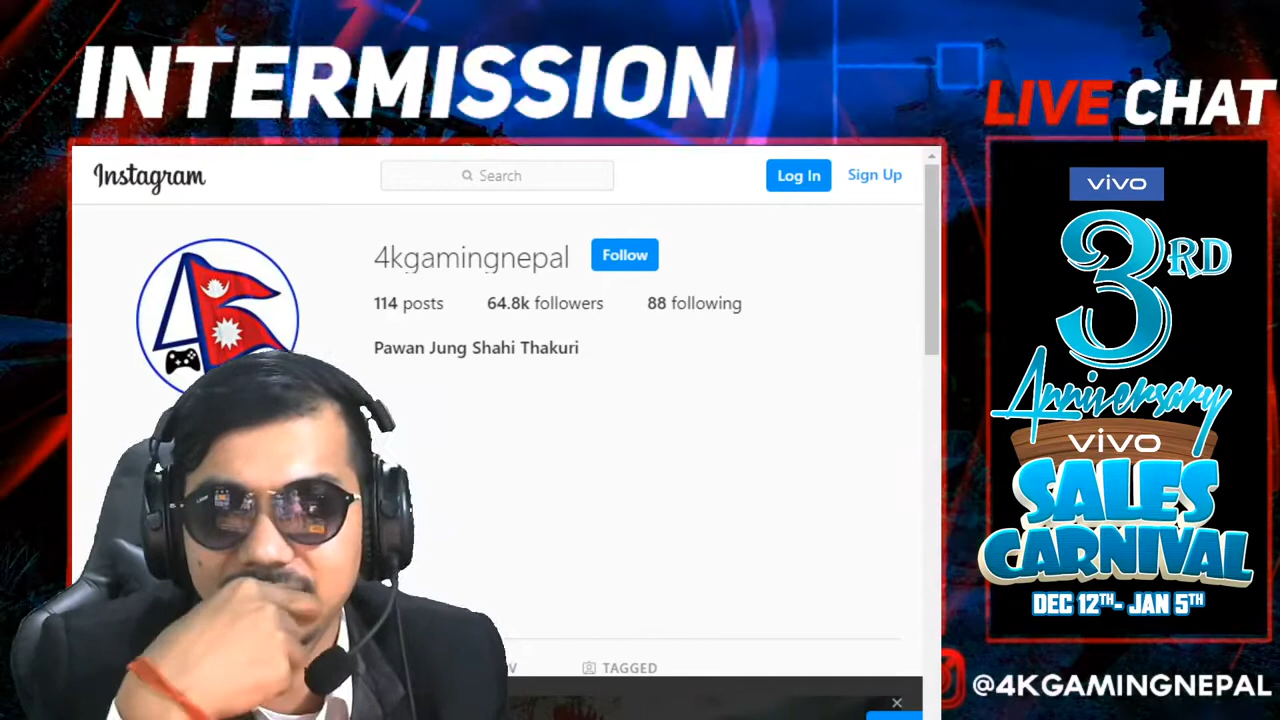 INTERMISSION
LIVE CHAT
Instagram
Search
Log In
Sign Up
4kgamingnepal
Follow
114 posts
64.8k followers
88 following
Pawan Jung Shahi Thakuri
TAGGED
vivo
3RD
Anniversary
vivo
SALES
CARNIVAL
DEC 12TH- JAN 5TH
@4KGAMINGNEPAL